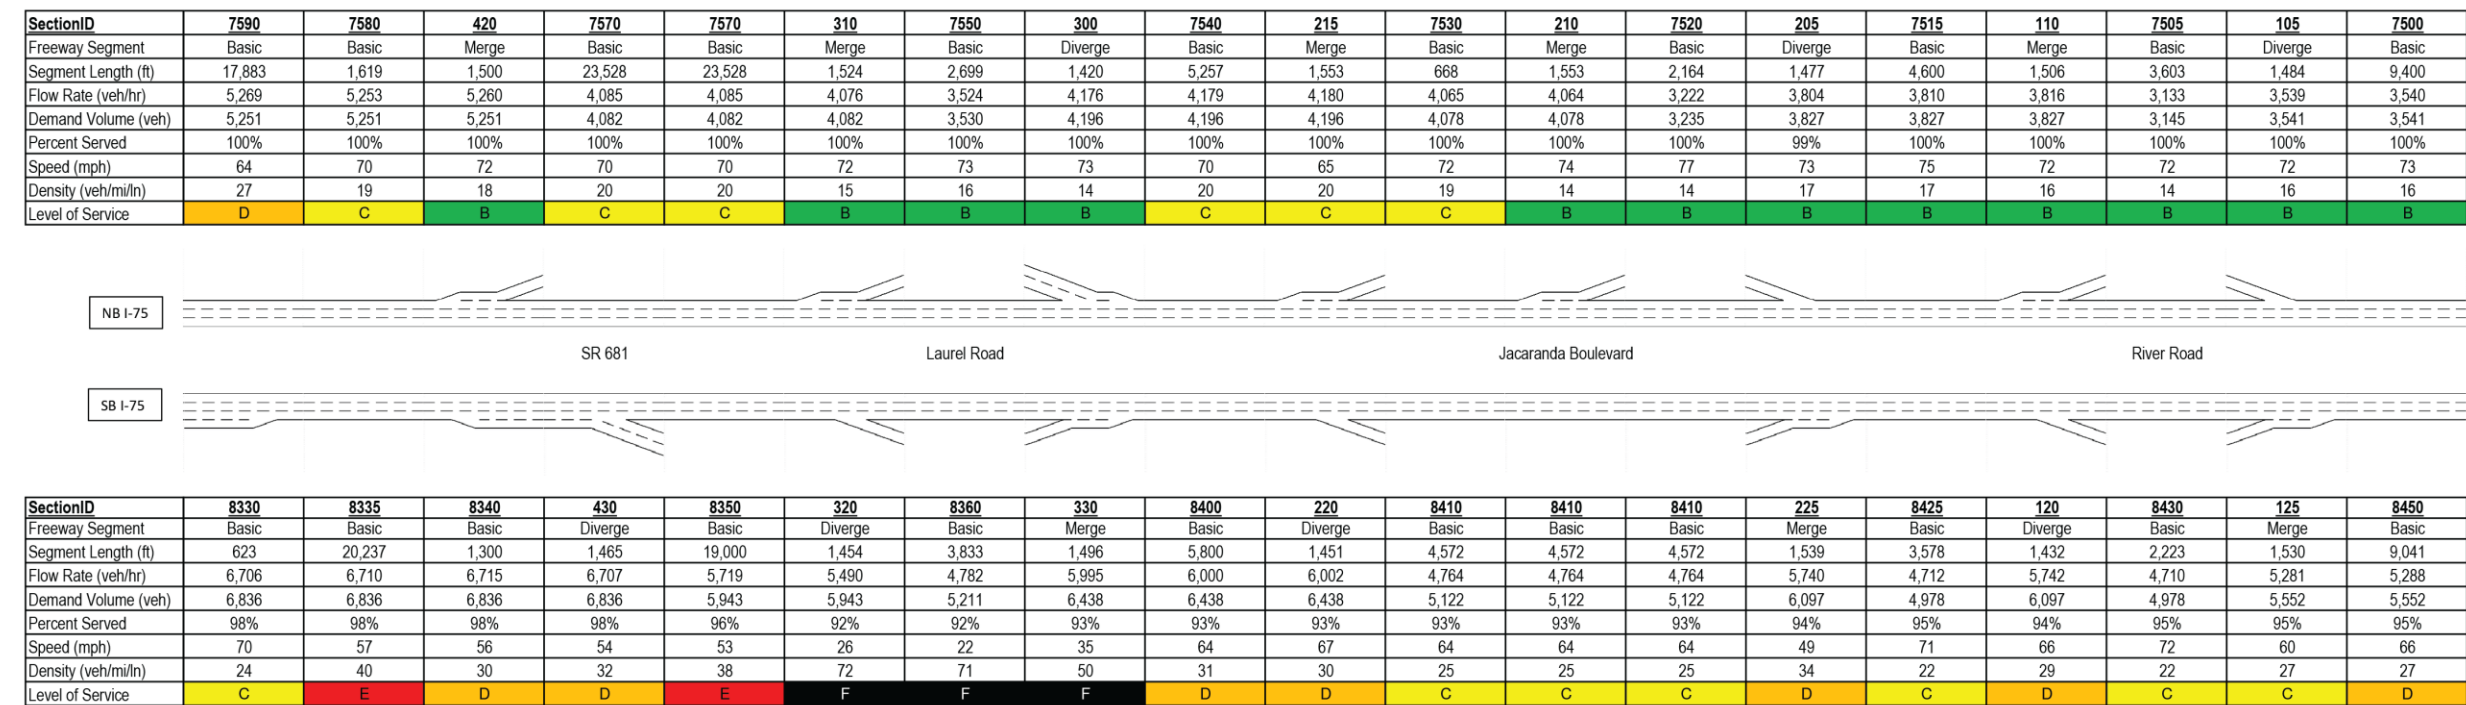 SectionID 7590 7580 420 7570 7570 310 7550 300 7540 215 7530 210 7520 205 7515 110 7505 105 7500
Freeway Segment Basic Basic Merge Basic Basic Merge Basic Diverge Basic Merge Basic Merge Basic Diverge Basic Merge Basic Diverge Basic
Segment Length (ft) 17,883 1,619 1,500 23,528 23,528 1,524 2,699 1,420 5,257 1,553 668 1,553 2,164 1,477 4,600 1,506 3,603 1,484 9,400
Flow Rate (veh/hr) 5,269 5,253 5,260 4,085 4,085 4,076 3,524 4,176 4,179 4,180 4,065 4,064 3,222 3,804 3,810 3,816 3,133 3,539 3,540
Demand Volume (veh) 5,251 5,251 5,251 4,082 4,082 4,082 3,530 4,196 4,196 4,196 4,078 4,078 3,235 3,827 3,827 3,827 3,145 3,541 3,541
Percent Served 100% 100% 100% 100% 100% 100% 100% 100% 100% 100% 100% 100% 100% 99% 100% 100% 100% 100% 100%
Speed (mph) 64 70 72 70 70 72 73 73 70 65 72 74 77 73 75 72 72 72 73
Density (veh/mi/ln) 27 19 18 20 20 15 16 14 20 20 19 14 14 17 17 16 14 16 16
Level of Service D C B C C B B B C C C B B B B B B B B
NB I-75
SR 681 Laurel Road Jacaranda Boulevard River Road
SB I-75
SectionID 8330 8335 8340 430 8350 320 8360 330 8400 220 8410 8410 8410 225 8425 120 8430 125 8450
Freeway Segment Basic Basic Basic Diverge Basic Diverge Basic Merge Basic Diverge Basic Basic Basic Merge Basic Diverge Basic Merge Basic
Segment Length (ft) 623 20,237 1,300 1,465 19,000 1,454 3,833 1,496 5,800 1,451 4,572 4,572 4,572 1,539 3,578 1,432 2,223 1,530 9,041
Flow Rate (veh/hr) 6,706 6,710 6,715 6,707 5,719 5,490 4,782 5,995 6,000 6,002 4,764 4,764 4,764 5,740 4,712 5,742 4,710 5,281 5,288
Demand Volume (veh) 6,836 6,836 6,836 6,836 5,943 5,943 5,211 6,438 6,438 6,438 5,122 5,122 5,122 6,097 4,978 6,097 4,978 5,552 5,552
Percent Served 98% 98% 98% 98% 96% 92% 92% 93% 93% 93% 93% 93% 93% 94% 95% 94% 95% 95% 95%
Speed (mph) 70 57 56 54 53 26 22 35 64 67 64 64 64 49 71 66 72 60 66
Density (veh/mi/ln) 24 40 30 32 38 72 71 50 31 30 25 25 25 34 22 29 22 27 27
Level of Service C E D D E F F F D D C C C D C D C C D